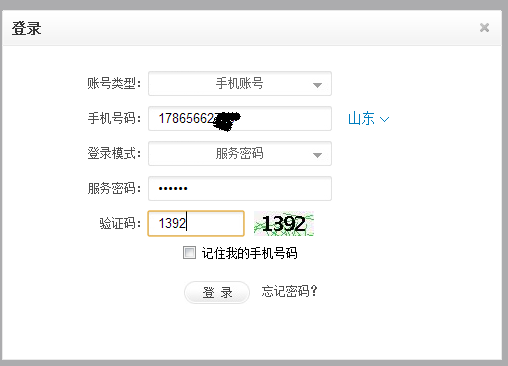 登录
账号类型： 手机账号
手机号码： 178656627 山东
登录模式： 服务密码
服务密码： ••••••
验证码： 1392 1392
记住我的手机号码
登 录 忘记密码？